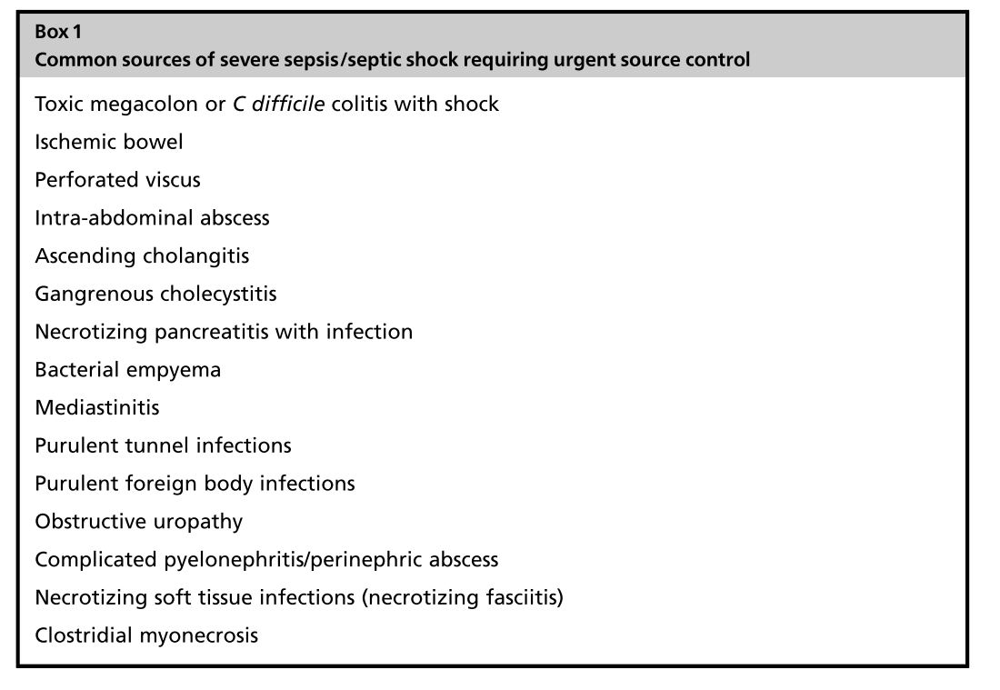 Box 1
Common sources of severe sepsis/septic shock requiring urgent source control
Toxic megacolon or C difficile colitis with shock
Ischemic bowel
Perforated viscus
Intra-abdominal abscess
Ascending cholangitis
Gangrenous cholecystitis
Necrotizing pancreatitis with infection
Bacterial empyema
Mediastinitis
Purulent tunnel infections
Purulent foreign body infections
Obstructive uropathy
Complicated pyelonephritis/perinephric abscess
Necrotizing soft tissue infections (necrotizing fasciitis)
Clostridial myonecrosis